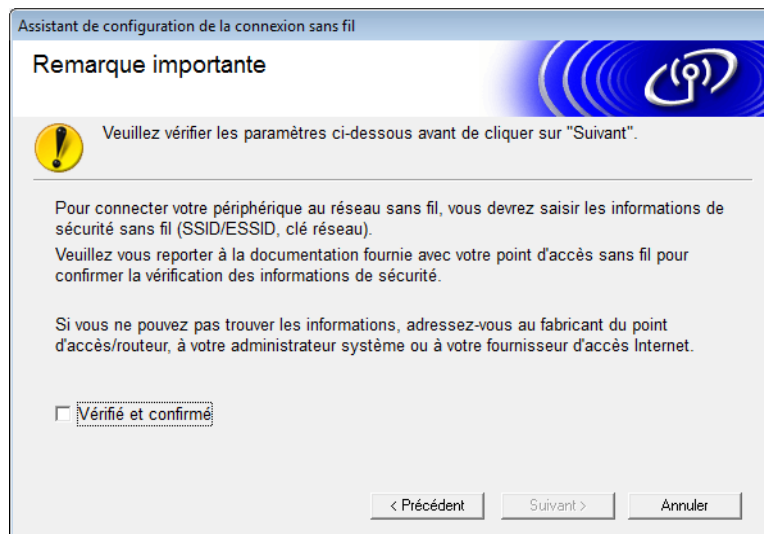 Assistant de configuration de la connexion sans fil
Remarque importante
Veuillez vérifier les paramètres ci-dessous avant de cliquer sur "Suivant".
Pour connecter votre périphérique au réseau sans fil, vous devrez saisir les informations de
sécurité sans fil (SSID/ESSID, clé réseau).
Veuillez vous reporter à la documentation fournie avec votre point d'accès sans fil pour
confirmer la vérification des informations de sécurité.
Si vous ne pouvez pas trouver les informations, adressez-vous au fabricant du point
d'accès/routeur, à votre administrateur système ou à votre fournisseur d'accès Internet.
Vérifié et confirmé
< Précédent
Suivant >
Annuler